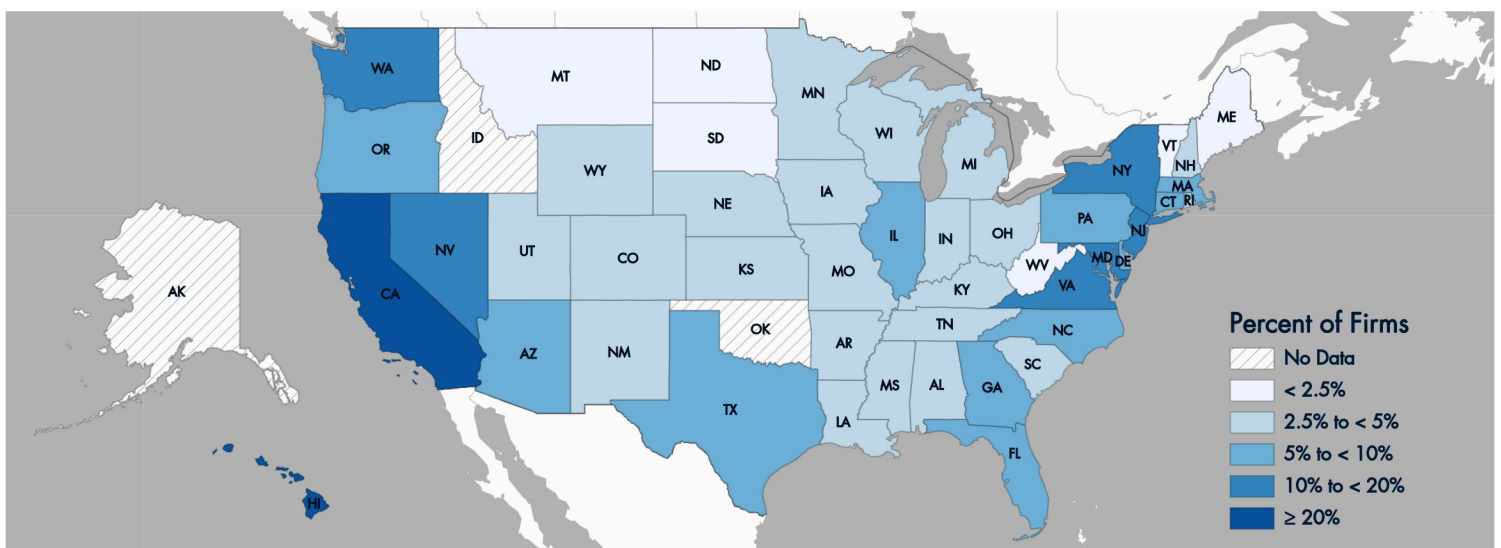 WA
MT
ND
MN
ID
OR
SD
WI
MI
ME
VT
NH
NY
MA
CT
RI
WY
IA
NE
PA
NV
UT
CO
IL
IN
OH
NJ
KS
MO
WV
MD
DE
AK
CA
KY
VA
AZ
NM
OK
AR
TN
NC
SC
MS
AL
GA
TX
LA
FL
HI
Percent of Firms
No Data
< 2.5%
2.5% to < 5%
5% to < 10%
10% to < 20%
≥ 20%